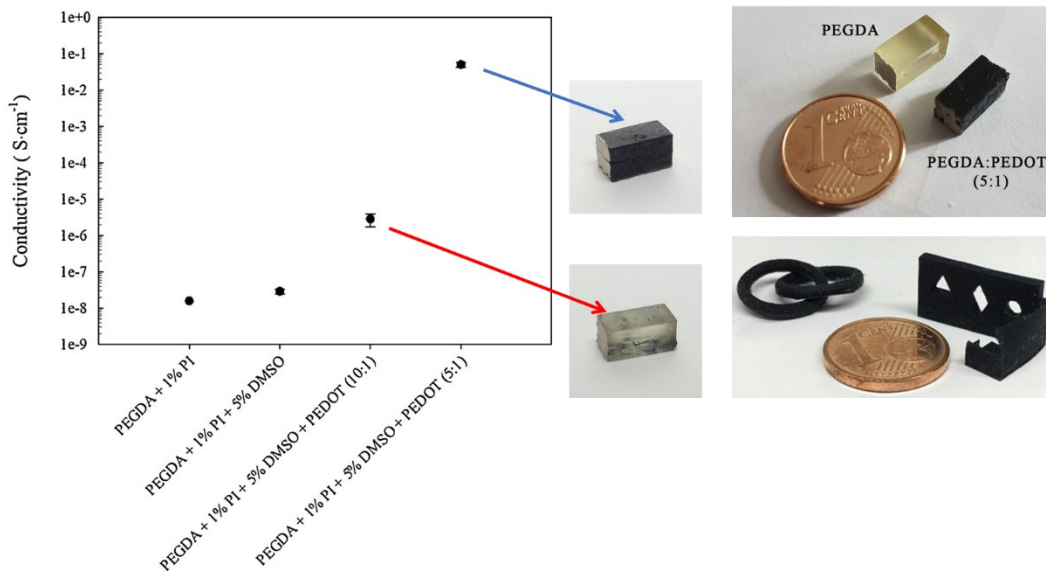 1e+0
1e-1
1e-2
1e-3
1e-4
1e-5
1e-6
1e-7
1e-8
1e-9
Conductivity ( S·cm⁻¹)
PEGDA + 1% PI
PEGDA + 1% PI + 5% DMSO
PEGDA + 1% PI + 5% DMSO + PEDOT (10:1)
PEGDA + 1% PI + 5% DMSO + PEDOT (5:1)
PEGDA
1
CENT
PEGDA:PEDOT
(5:1)